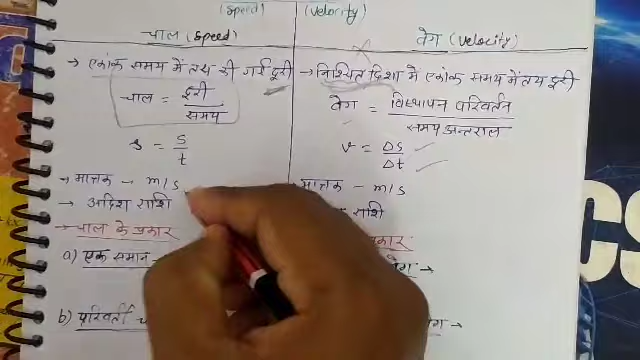 (Speed) (Velocity)
चाल (Speed)
→ एकांक समय में तय की गई दूरी
चाल = दूरी / समय
s = s / t
→ मात्रक - m/s
→ अदिश राशि
→ चाल के प्रकार
a) एक समान
b) परिवर्ती
वेग (Velocity)
→ निश्चित दिशा में एकांक समय में तय दूरी
वेग = विस्थापन परिवर्तन / समय अन्तराल
v = Δs / Δt
मात्रक - m/s
राशि
प्रकार
वेग →
→